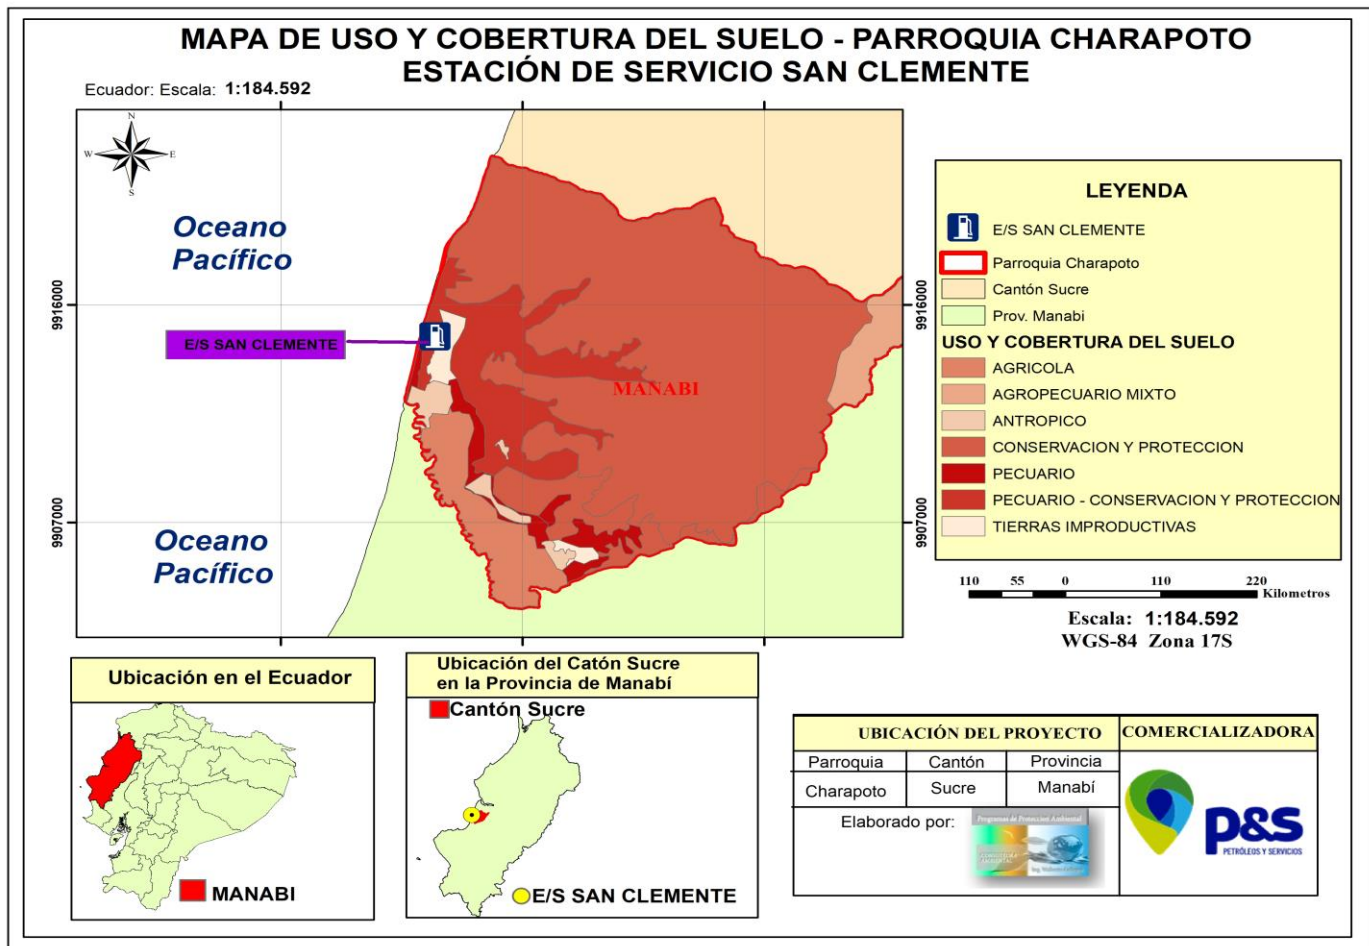 MAPA DE USO Y COBERTURA DEL SUELO - PARROQUIA CHARAPOTO
ESTACIÓN DE SERVICIO SAN CLEMENTE
Ecuador: Escala: 1:184.592
N
W
E
S
Oceano
Pacífico
9916000
9916000
E/S SAN CLEMENTE
MANABI
9907000
9907000
Oceano
Pacífico
LEYENDA
E/S SAN CLEMENTE
Parroquia Charapoto
Cantón Sucre
Prov. Manabi
USO Y COBERTURA DEL SUELO
AGRICOLA
AGROPECUARIO MIXTO
ANTROPICO
CONSERVACION Y PROTECCION
PECUARIO
PECUARIO - CONSERVACION Y PROTECCION
TIERRAS IMPRODUCTIVAS
110 55 0 110 220
Kilometros
Escala: 1:184.592
WGS-84 Zona 17S
Ubicación en el Ecuador
MANABI
Ubicación del Catón Sucre
en la Provincia de Manabí
Cantón Sucre
E/S SAN CLEMENTE
UBICACIÓN DEL PROYECTO
COMERCIALIZADORA
Parroquia Cantón Provincia
Charapoto Sucre Manabí
Elaborado por:
Programas de Protección Ambiental
P&S
PETRÓLEOS Y SERVICIOS